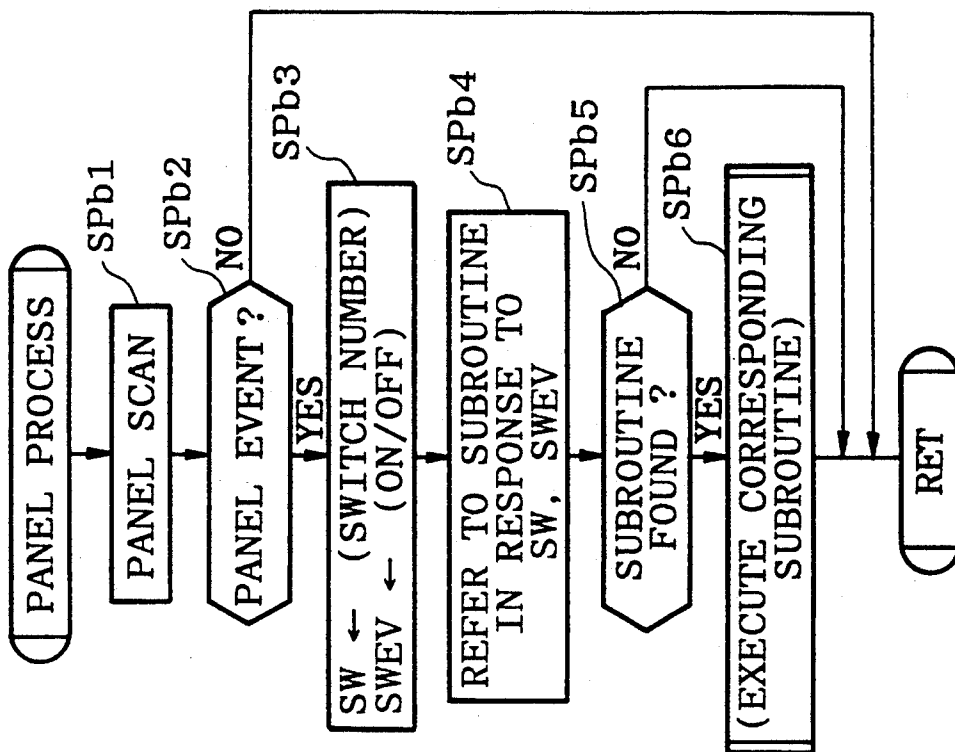 PANEL PROCESS
SPb1
PANEL SCAN
SPb2
PANEL EVENT?
NO
YES
SPb3
SW ← (SWITCH NUMBER)
SWEV ← (ON/OFF)
SPb4
REFER TO SUBROUTINE
IN RESPONSE TO
SW, SWEV
SPb5
SUBROUTINE
FOUND ?
NO
YES
SPb6
(EXECUTE CORRESPONDING
SUBROUTINE)
RET